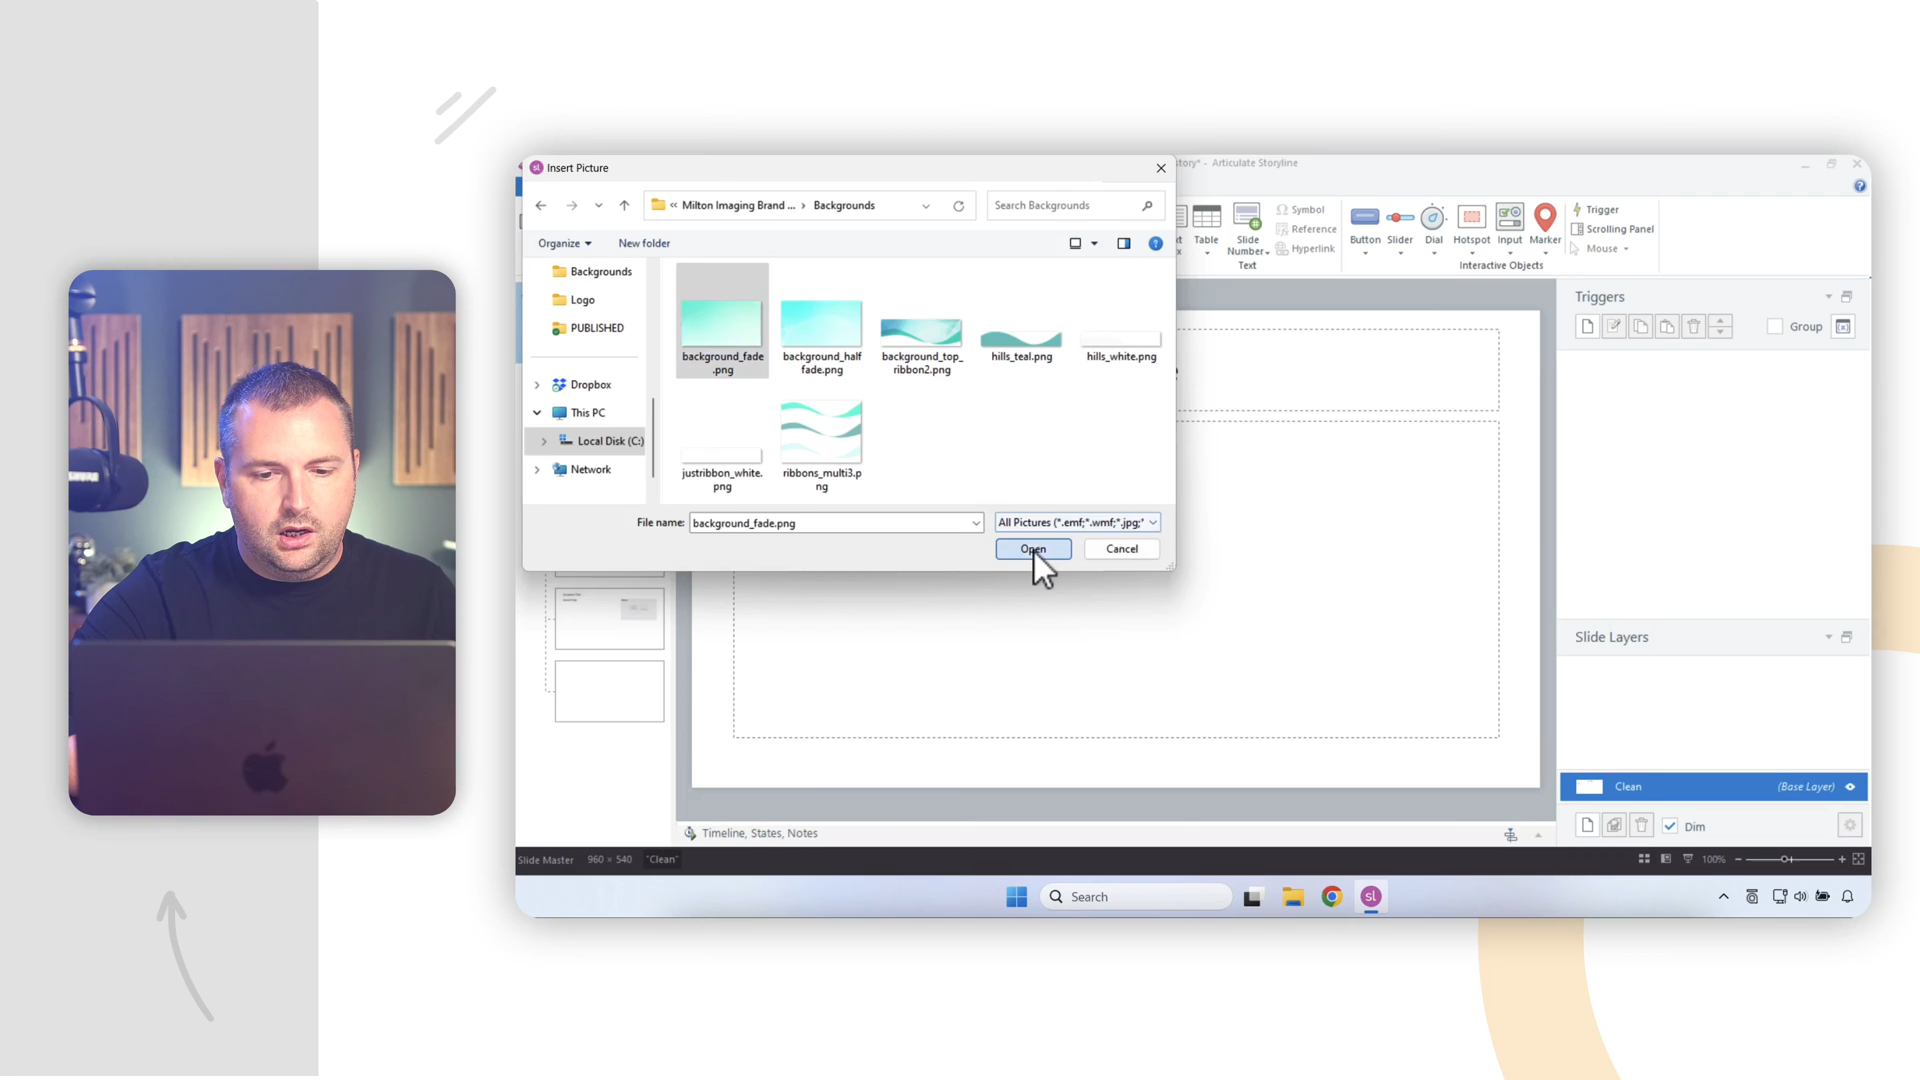 sl Insert Picture
story* - Articulate Storyline
« Milton Imaging Brand ... › Backgrounds
Search Backgrounds
Organize
New folder
Backgrounds
Logo
PUBLISHED
Dropbox
This PC
Local Disk (C:)
Network
background_fade
.png
background_half
fade.png
background_top_
ribbon2.png
hills_teal.png
hills_white.png
justribbon_white.
png
ribbons_multi3.p
ng
File name:
background_fade.png
All Pictures (*.emf;*.wmf;*.jpg;*
Open
Cancel
Table
Slide
Number
Symbol
Reference
Hyperlink
Text
Button
Slider
Dial
Hotspot
Input
Marker
Trigger
Scrolling Panel
Mouse
Interactive Objects
Triggers
Group
Slide Layers
Clean
(Base Layer)
Dim
Timeline, States, Notes
Slide Master
960 × 540
"Clean"
100%
Search
sl